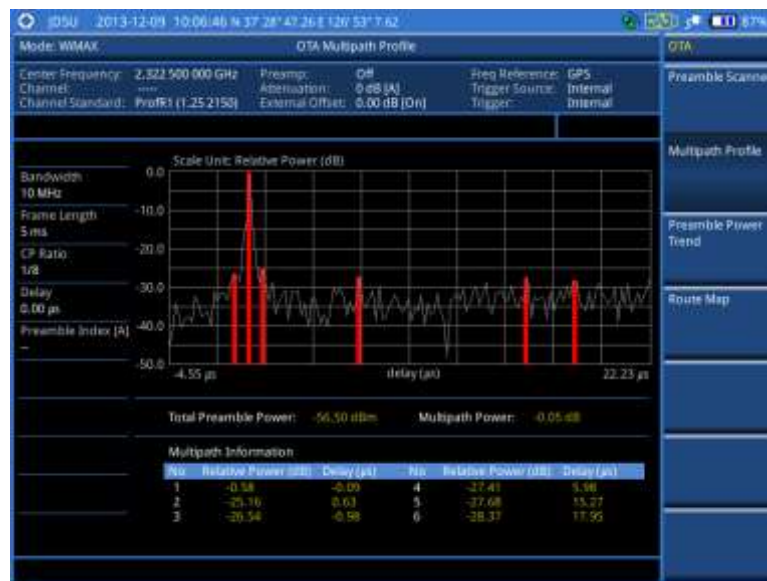 JDSU 2013-12-09 10:06:46 N 37 28' 47.26 E 126 53' 7.62 87%
Mode: WiMAX OTA Multipath Profile OTA
Center Frequency: 2.322 500 000 GHz Preamp: Off Freq Reference: GPS
Channel: ----- Attenuation: 0 dB [A] Trigger Source: Internal
Channel Standard: ProfR1 (1.25 2150) External Offset: 0.00 dB [On] Trigger: Internal
Preamble Scanne
Multipath Profile
Preamble Power
Trend
Route Map
Bandwidth
10 MHz
Frame Length
5 ms
CP Ratio
1/8
Delay
0.00 µs
Preamble Index [A]
--
Scale Unit: Relative Power (dB)
0.0
-10.0
-20.0
-30.0
-40.0
-50.0
-4.55 µs delay(µs) 22.23 µs
Total Preamble Power: -56.50 dBm Multipath Power: -0.05 dB
Multipath Information
No Relative Power (dB) Delay (µs) No Relative Power (dB) Delay (µs)
1 -0.58 -0.09 4 -27.41 5.98
2 -25.16 0.63 5 -27.68 15.27
3 -26.54 -0.98 6 -28.37 17.95